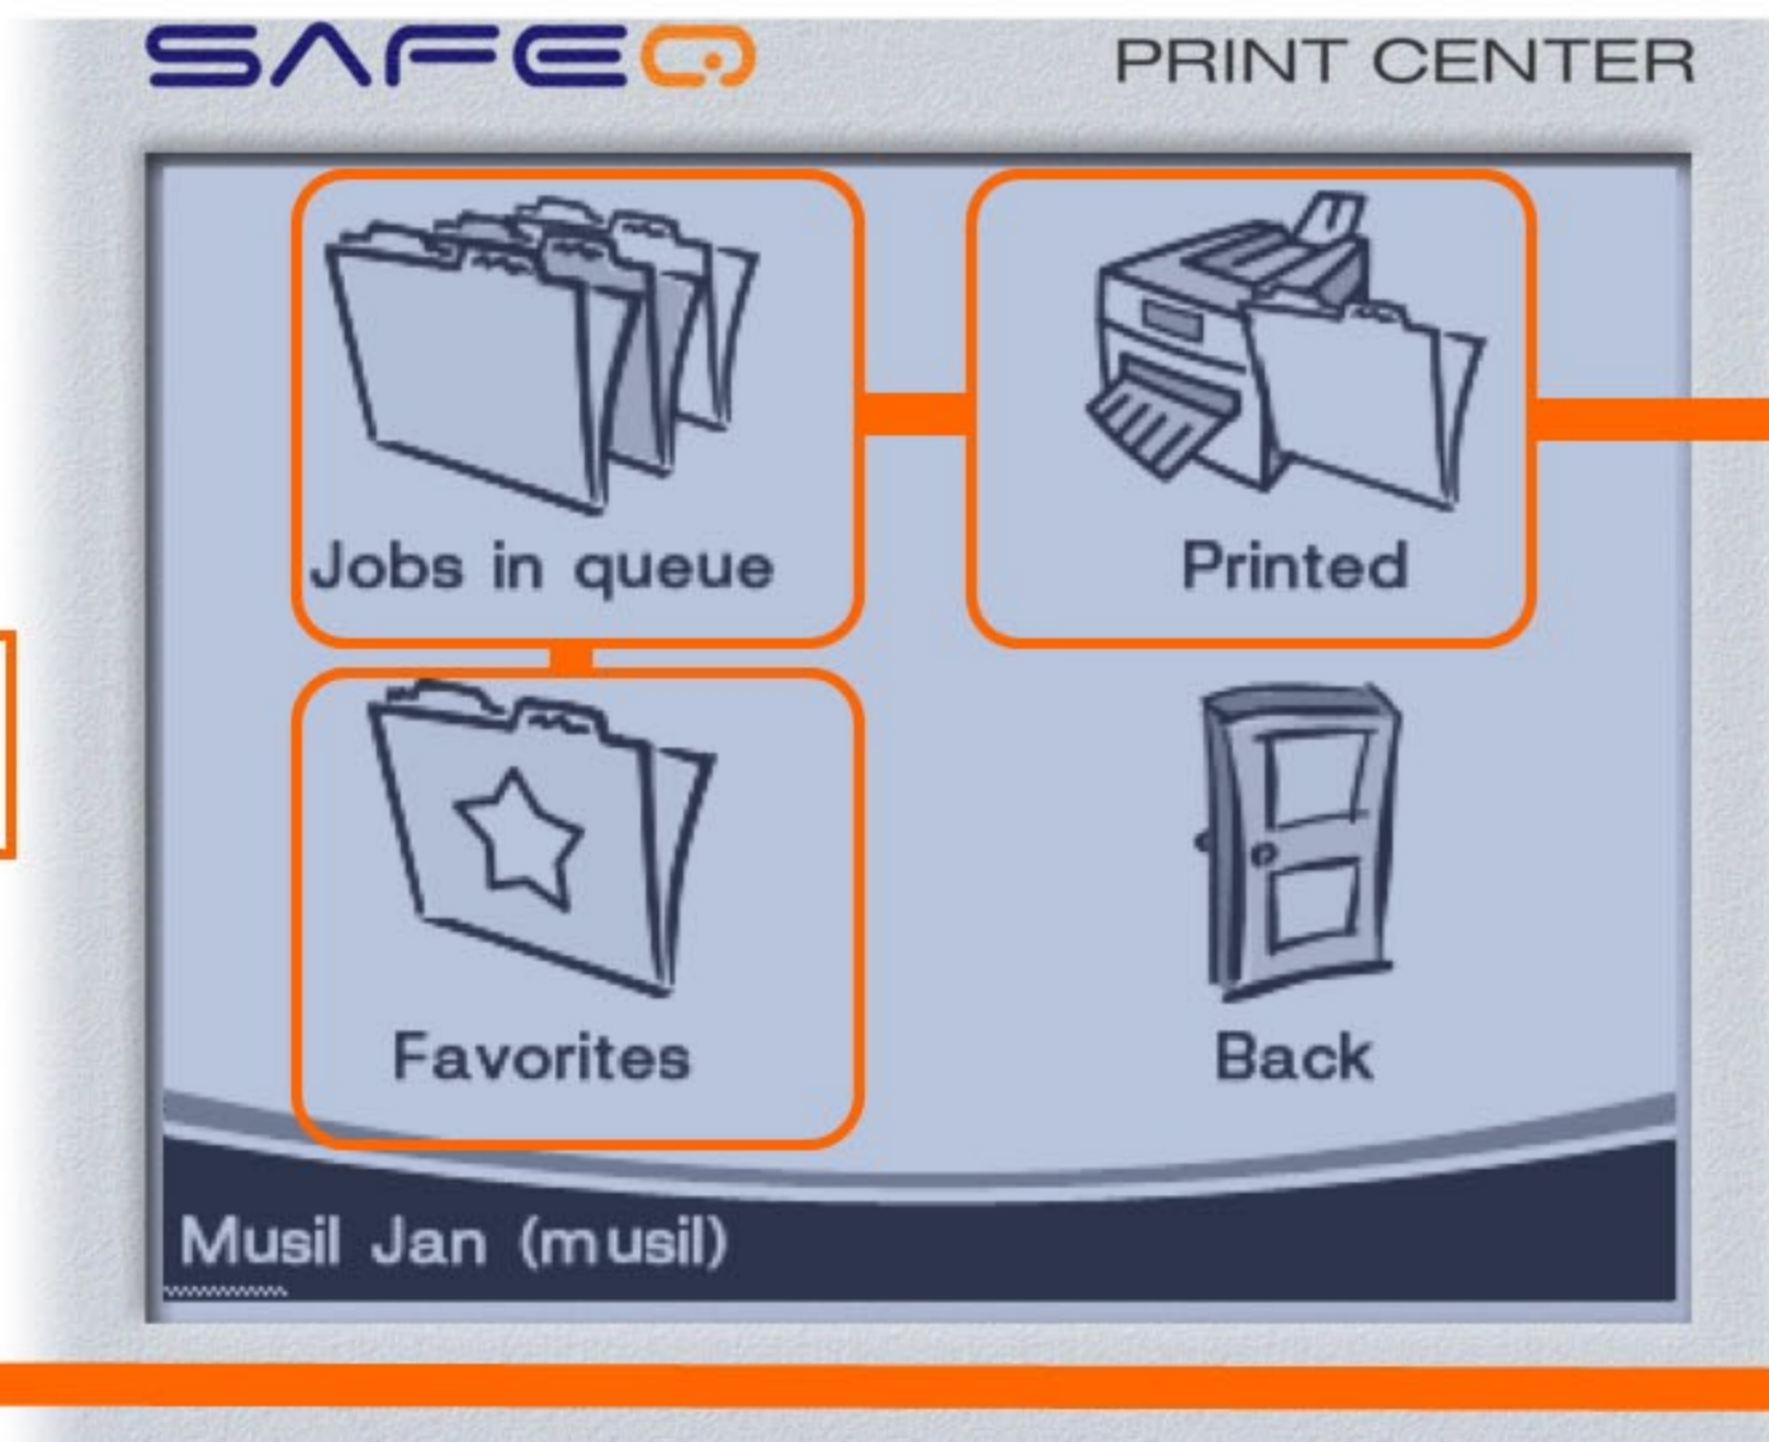 SAFEQ
PRINT CENTER
Jobs in queue
Printed
Favorites
Back
Musil Jan (musil)